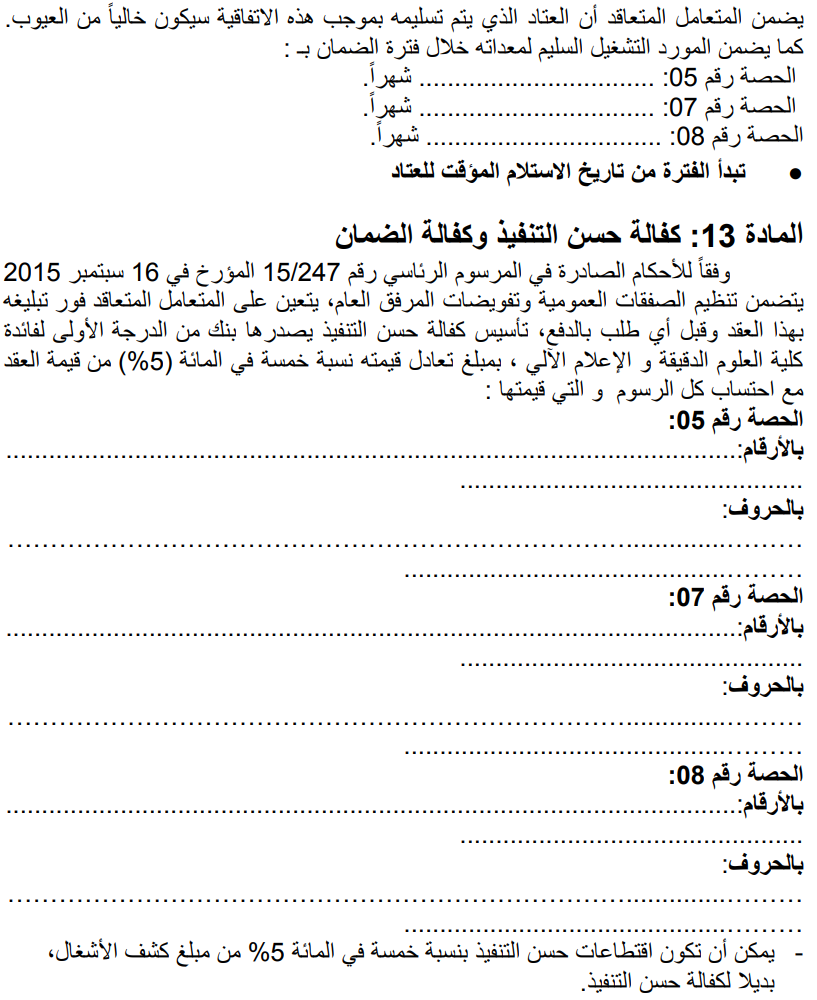 يضمن المتعامل المتعاقد أن العتاد الذي يتم تسليمه بموجب هذه الاتفاقية سيكون خالياً من العيوب.
كما يضمن المورد التشغيل السليم لمعداته خلال فترة الضمان بـ :
الحصة رقم 05: ................................. شهراً.
الحصة رقم 07: ................................. شهراً.
الحصة رقم 08: ................................. شهراً.
● تبدأ الفترة من تاريخ الاستلام المؤقت للعتاد
المادة 13: كفالة حسن التنفيذ وكفالة الضمان
وفقاً للأحكام الصادرة في المرسوم الرئاسي رقم 15/247 المؤرخ في 16 سبتمبر 2015
يتضمن تنظيم الصفقات العمومية وتفويضات المرفق العام، يتعين على المتعامل المتعاقد فور تبليغه
بهذا العقد وقبل أي طلب بالدفع، تأسيس كفالة حسن التنفيذ يصدرها بنك من الدرجة الأولى لفائدة
كلية العلوم الدقيقة و الإعلام الآلي ، بمبلغ تعادل قيمته نسبة خمسة في المائة (5%) من قيمة العقد
مع احتساب كل الرسوم و التي قيمتها :
الحصة رقم 05:
بالأرقام:......................................................................................................
................................................
بالحروف:
……….............………………………………………………………………
……….............................................
الحصة رقم 07:
بالأرقام:......................................................................................................
................................................
بالحروف:
……….............………………………………………………………………
……….............................................
الحصة رقم 08:
بالأرقام:......................................................................................................
................................................
بالحروف:
……….............………………………………………………………………
……….............................................
- يمكن أن تكون اقتطاعات حسن التنفيذ بنسبة خمسة في المائة 5% من مبلغ كشف الأشغال،
بديلا لكفالة حسن التنفيذ.